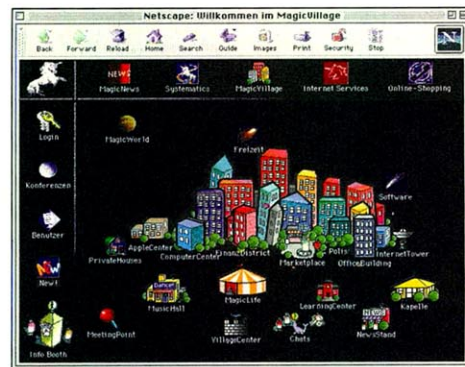 Netscape: Willkommen im MagicVillage
Back Forward Reload Home Search Guide Images Print Security Stop
N
NEW!
MagicNews Systematics MagicVillage Internet Services Online-Shopping
Login
MagicWorld
Freizeit
Konferenzen
Software
Benutzer
AppleCenter
ComputerCenter
FinanzDistrict
Marketplace
Polis
OfficeBuilding
InternetTower
PrivateHouses
New!
MusicHall
MagicLife
LearningCenter
Kapelle
Info Booth
MeetingPoint
VillageCenter
Chats
NEWS
NewsStand